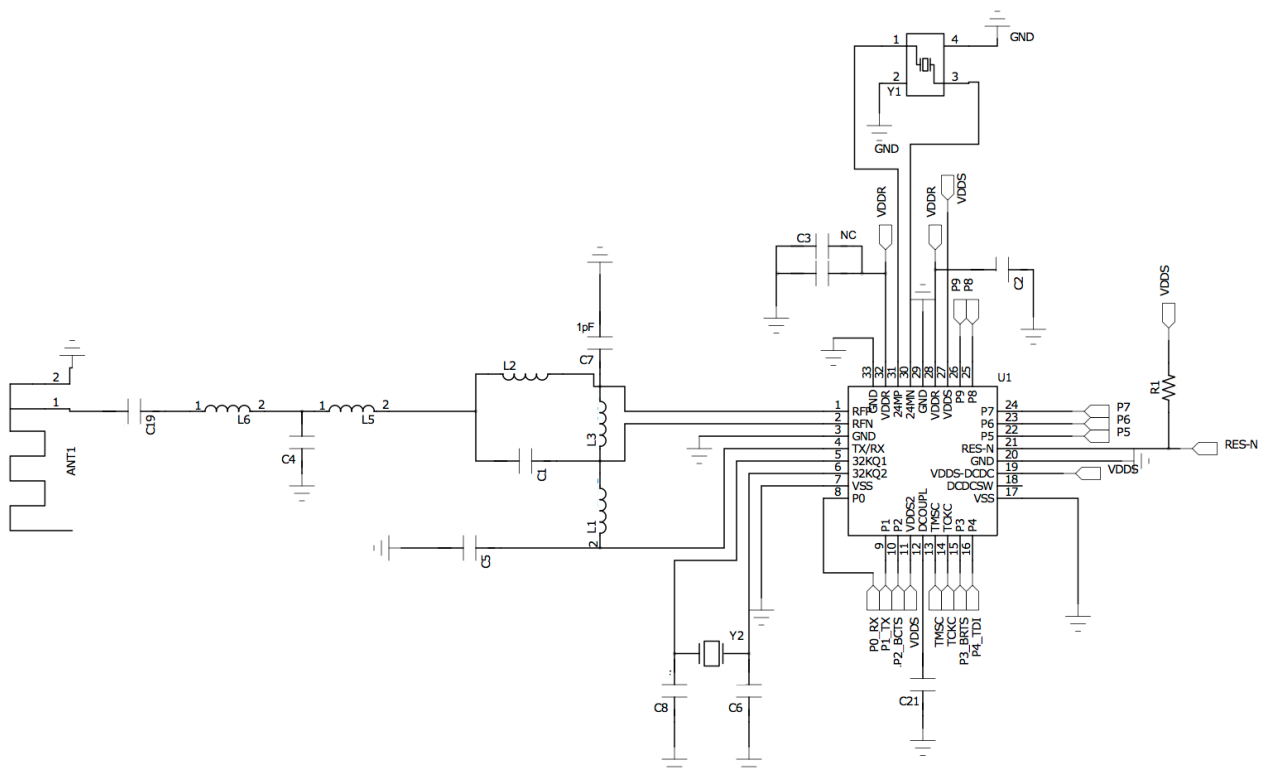 1
4
GND
2
3
Y1
GND
VDDR
VDDR
VDDS
C3
NC
C2
P9
P8
VDDS
1pF
C7
33
32
31
30
29
28
27
26
25
GND
VDDR
24MP
24MN
GND
VDDR
VDDS
P9
P8
U1
R1
2
1
ANT1
C19
1
L6
2
C4
1
L5
2
L2
L3
C1
L1
2
C5
1 RFP
2 RFN
3 GND
4 TX/RX
5 32KQ1
6 32KQ2
7 VSS
8 P0
P7 24 P7
P6 23 P6
P5 22 P5
RES-N 21 RES-N
GND 20
VDDS-DCDC 19 VDDS
DCDCSW 18
VSS 17
P1
P2
VDDS2
DCOUPL
TMSC
TCKC
P3
P4
9
10
11
12
13
14
15
16
P0_RX
P1_TX
.P2_BCTS
VDDS
TMSC
TCKC
P3_BRTS
P4_TDI
Y2
C8
C6
C21